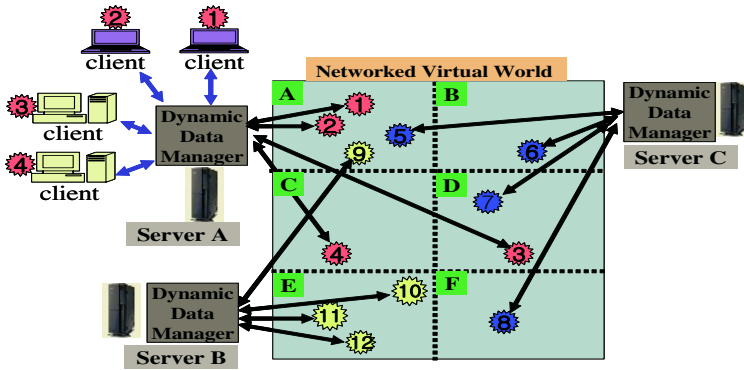 2
1
client
client
Networked Virtual World
3
client
4
client
Dynamic
Data
Manager
Server A
A
B
1
2
5
6
9
Dynamic
Data
Manager
Server C
C
D
7
4
3
E
F
10
11
12
8
Dynamic
Data
Manager
Server B